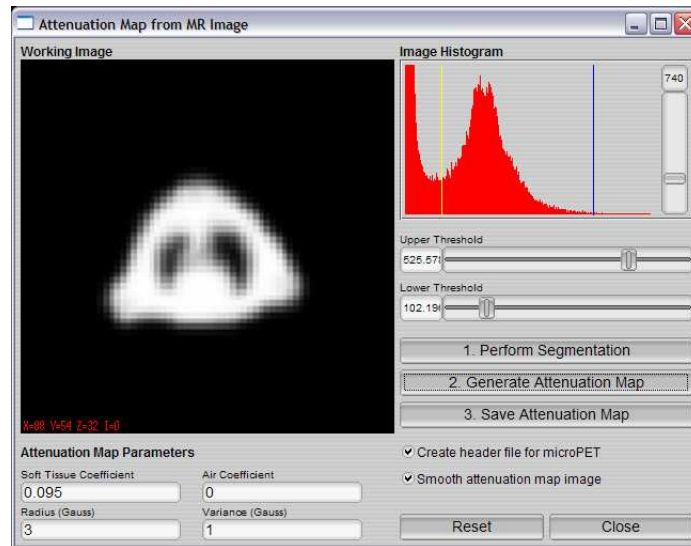 Attenuation Map from MR Image
Working Image
Image Histogram
740
Upper Threshold
525.578
Lower Threshold
102.196
1. Perform Segmentation
2. Generate Attenuation Map
3. Save Attenuation Map
X=88 Y=54 Z=32 I=0
Attenuation Map Parameters
Soft Tissue Coefficient
Air Coefficient
0.095
0
Radius (Gauss)
Variance (Gauss)
3
1
Create header file for microPET
Smooth attenuation map image
Reset
Close